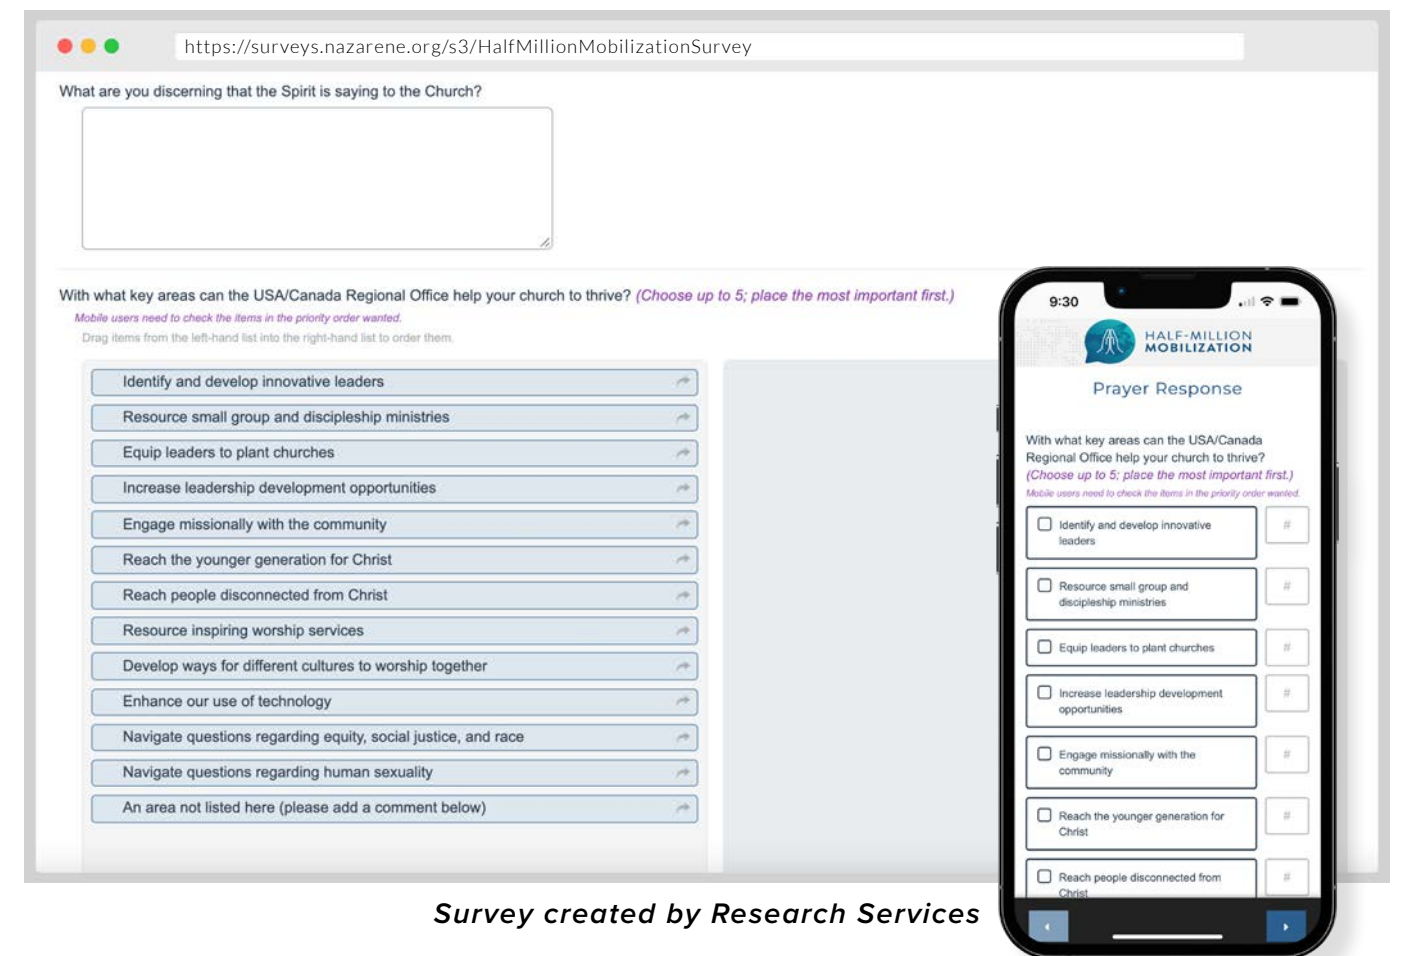 https://surveys.nazarene.org/s3/HalfMillionMobilizationSurvey
What are you discerning that the Spirit is saying to the Church?
With what key areas can the USA/Canada Regional Office help your church to thrive? (Choose up to 5; place the most important first.)
Mobile users need to check the items in the priority order wanted.
Drag items from the left-hand list into the right-hand list to order them.
Identify and develop innovative leaders
Resource small group and discipleship ministries
Equip leaders to plant churches
Increase leadership development opportunities
Engage missionally with the community
Reach the younger generation for Christ
Reach people disconnected from Christ
Resource inspiring worship services
Develop ways for different cultures to worship together
Enhance our use of technology
Navigate questions regarding equity, social justice, and race
Navigate questions regarding human sexuality
An area not listed here (please add a comment below)
9:30
HALF-MILLION
MOBILIZATION
Prayer Response
With what key areas can the USA/Canada
Regional Office help your church to thrive?
(Choose up to 5; place the most important first.)
Mobile users need to check the items in the priority order wanted.
Identify and develop innovative
leaders
#
Resource small group and
discipleship ministries
#
Equip leaders to plant churches
#
Increase leadership development
opportunities
#
Engage missionally with the
community
#
Reach the younger generation for
Christ
#
Reach people disconnected from
Christ
#
Survey created by Research Services